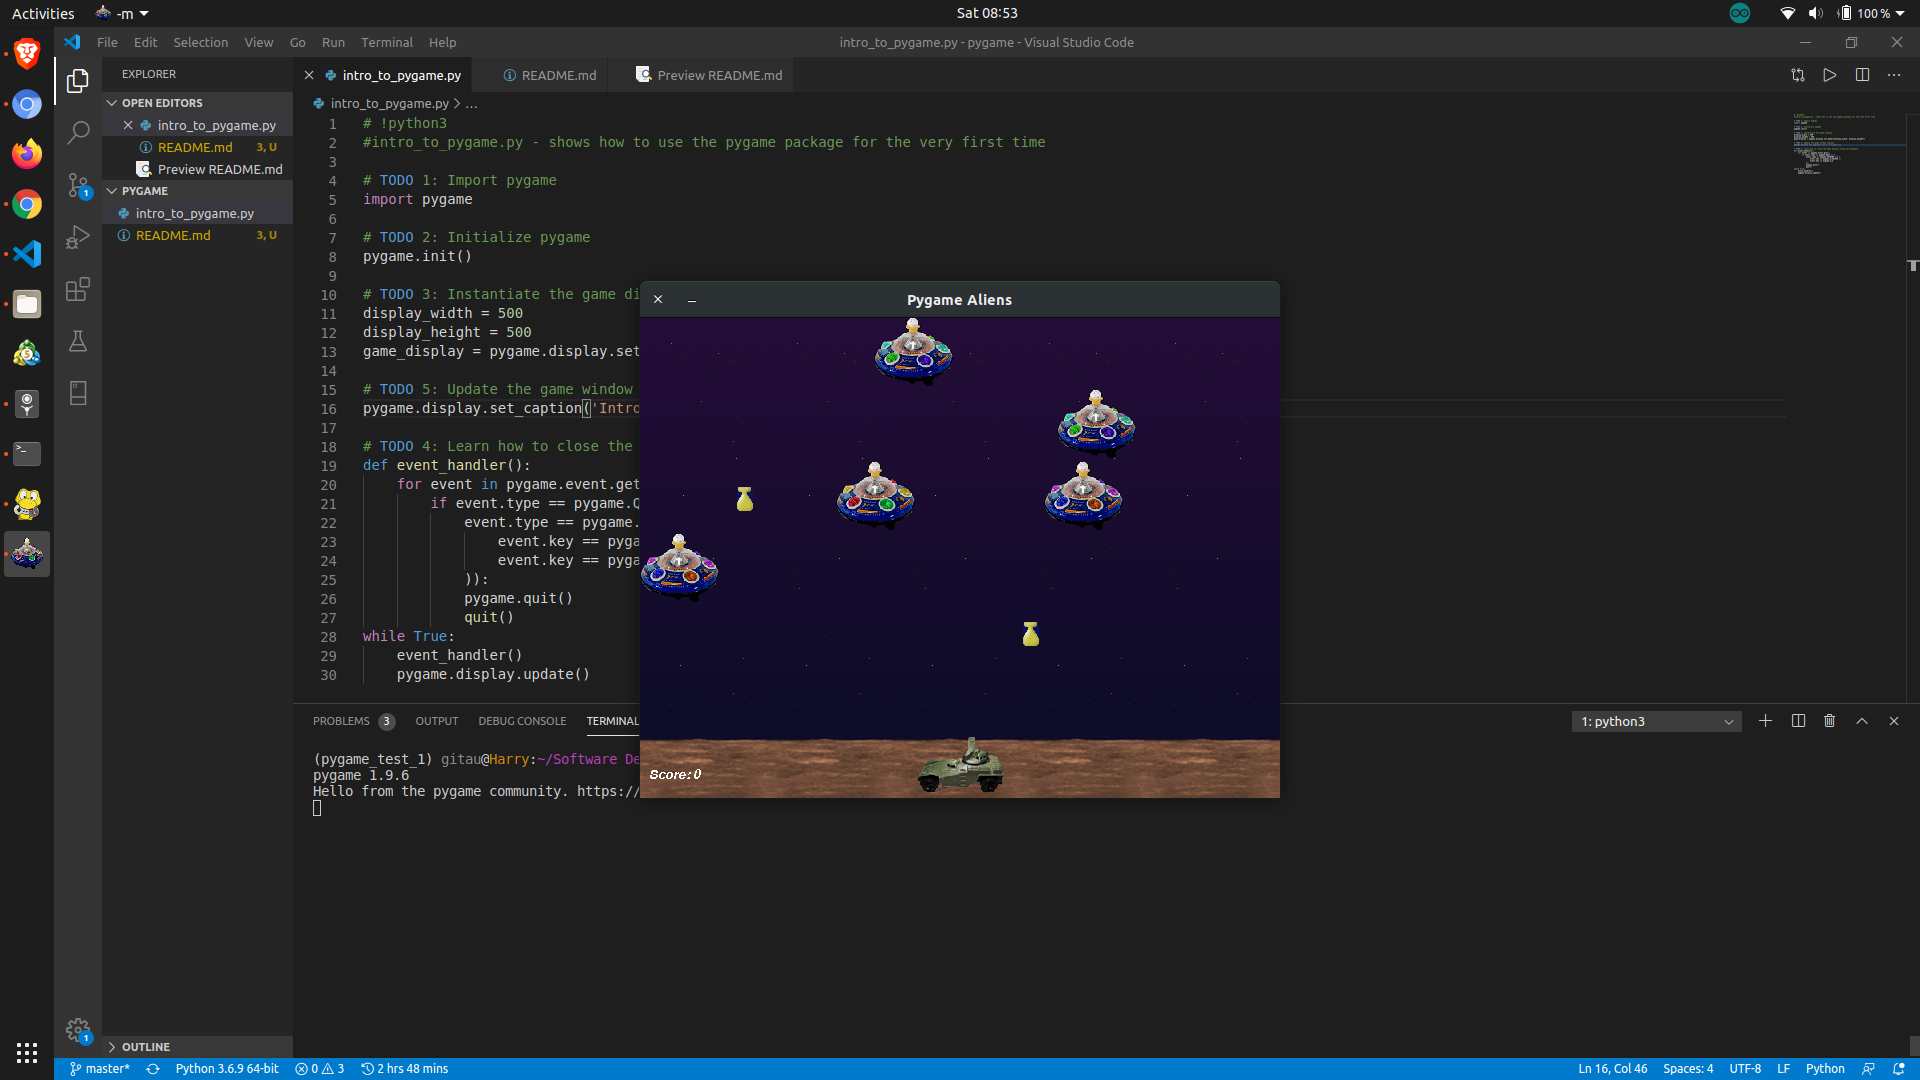 Activities
-m
Sat 08:53
100 %
File Edit Selection View Go Run Terminal Help
intro_to_pygame.py - pygame - Visual Studio Code
EXPLORER
OPEN EDITORS
intro_to_pygame.py
README.md 3, U
Preview README.md
PYGAME
intro_to_pygame.py
README.md 3, U
OUTLINE
intro_to_pygame.py
README.md
Preview README.md
intro_to_pygame.py > ...
1 # !python3
2 #intro_to_pygame.py - shows how to use the pygame package for the very first time
3
4 # TODO 1: Import pygame
5 import pygame
6
7 # TODO 2: Initialize pygame
8 pygame.init()
9
10 # TODO 3: Instantiate the game di
11 display_width = 500
12 display_height = 500
13 game_display = pygame.display.set
14
15 # TODO 5: Update the game window
16 pygame.display.set_caption('Intro
17
18 # TODO 4: Learn how to close the
19 def event_handler():
20 for event in pygame.event.get
21 if event.type == pygame.Q
22 event.type == pygame.
23 event.key == pyga
24 event.key == pyga
25 )):
26 pygame.quit()
27 quit()
28 while True:
29 event_handler()
30 pygame.display.update()
Pygame Aliens
Score: 0
PROBLEMS 3 OUTPUT DEBUG CONSOLE TERMINAL
1: python3
(pygame_test_1) gitau@Harry:~/Software De
pygame 1.9.6
Hello from the pygame community. https://
1
1
master*
Python 3.6.9 64-bit
0 3
2 hrs 48 mins
Ln 16, Col 46
Spaces: 4
UTF-8
LF
Python